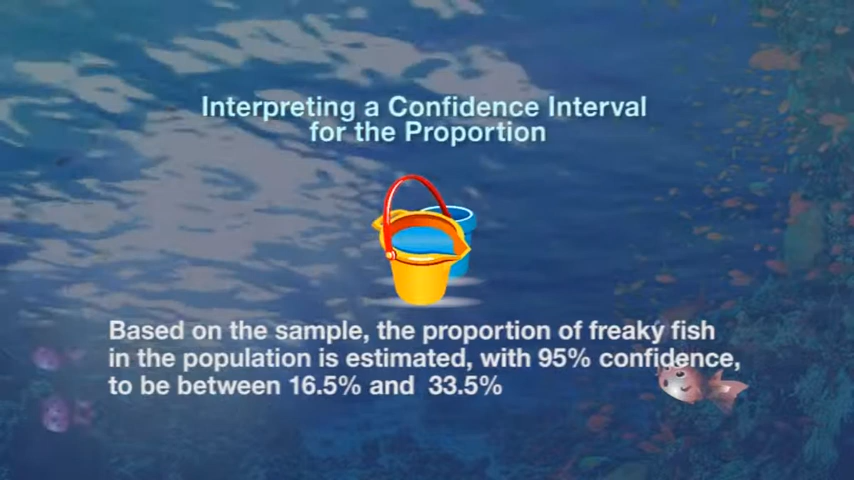 Interpreting a Confidence Interval
for the Proportion
Based on the sample, the proportion of freaky fish
in the population is estimated, with 95% confidence,
to be between 16.5% and 33.5%